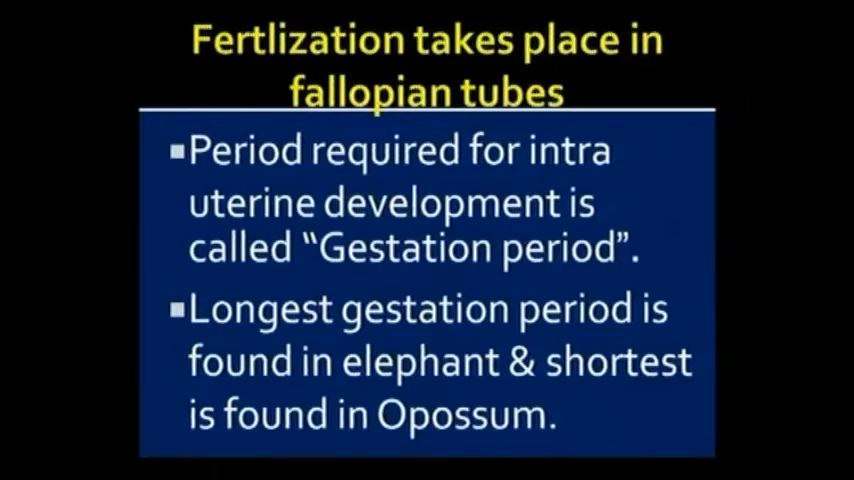 Fertlization takes place in
fallopian tubes
▪Period required for intra
uterine development is
called “Gestation period”.
▪Longest gestation period is
found in elephant & shortest
is found in Opossum.